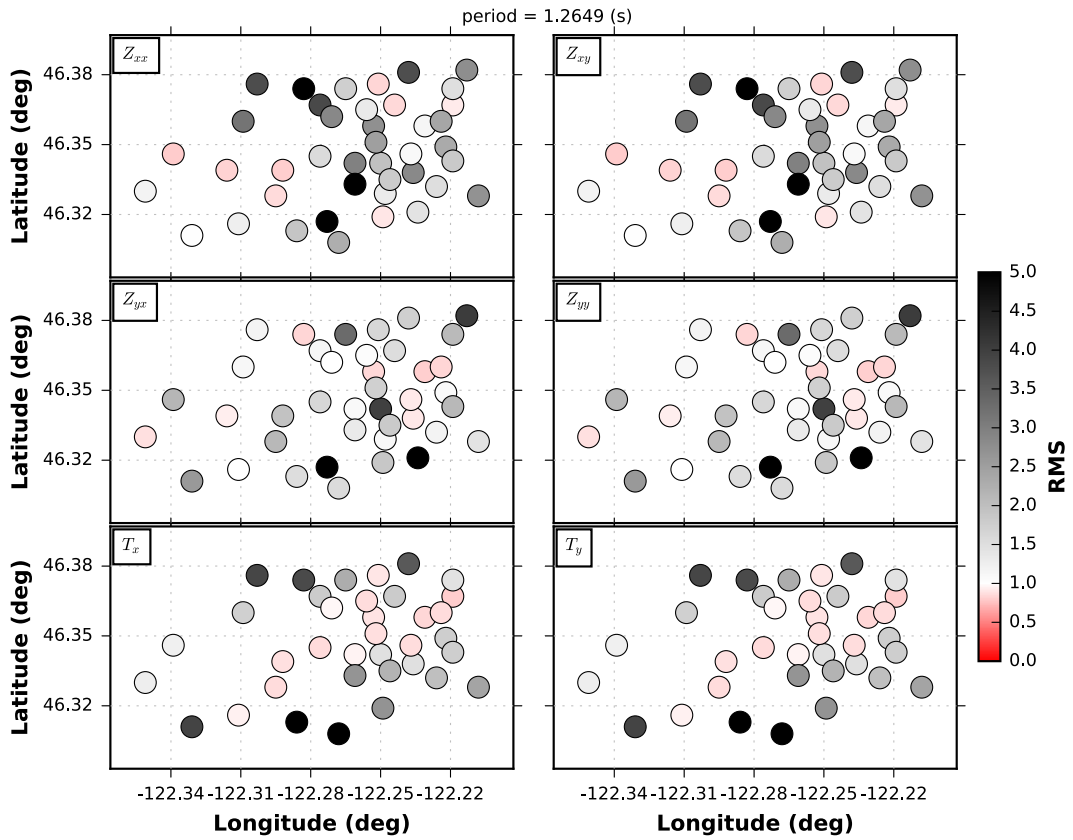 period = 1.2649 (s)
Z_xx
Z_xy
46.38
46.35
46.32
Latitude (deg)
Z_yx
Z_yy
46.38
46.35
46.32
Latitude (deg)
T_x
T_y
46.38
46.35
46.32
Latitude (deg)
5.0
4.5
4.0
3.5
3.0
2.5
2.0
1.5
1.0
0.5
0.0
RMS
-122.34 -122.31 -122.28 -122.25 -122.22
-122.34 -122.31 -122.28 -122.25 -122.22
Longitude (deg)
Longitude (deg)